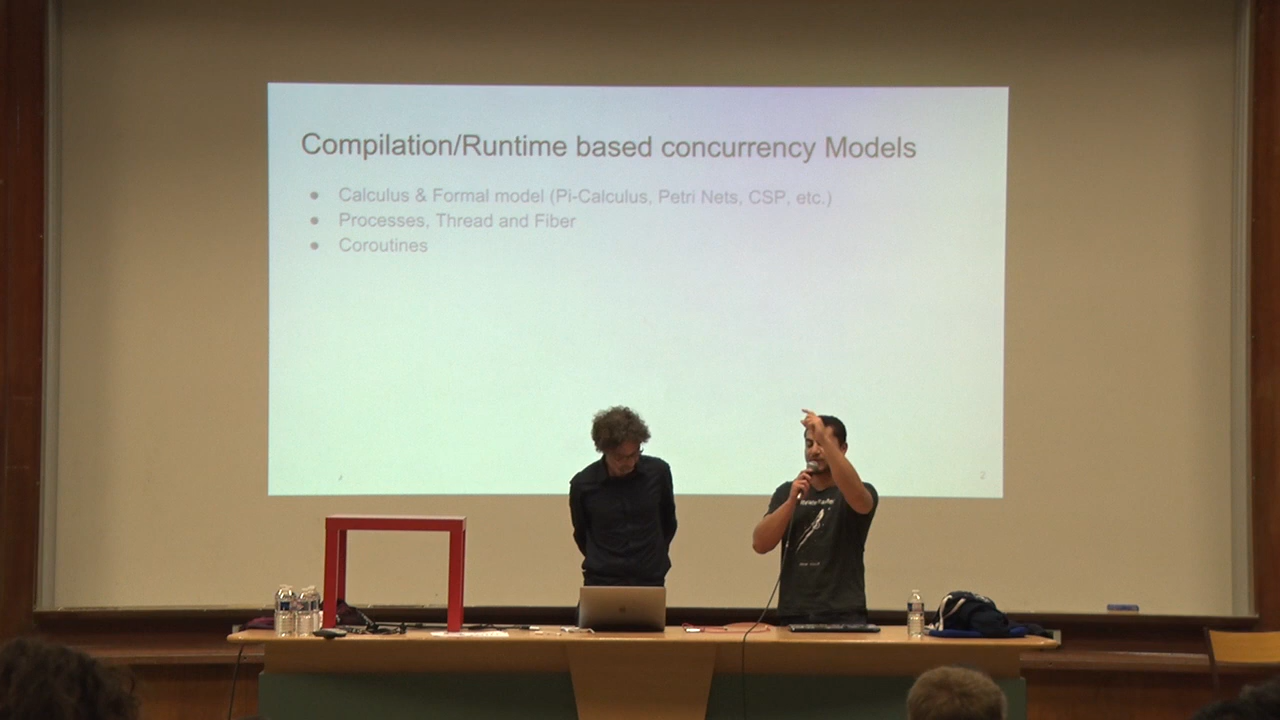 Compilation/Runtime based concurrency Models
● Calculus & Formal model (Pi-Calculus, Petri Nets, CSP, etc.)
● Processes, Thread and Fiber
● Coroutines
2